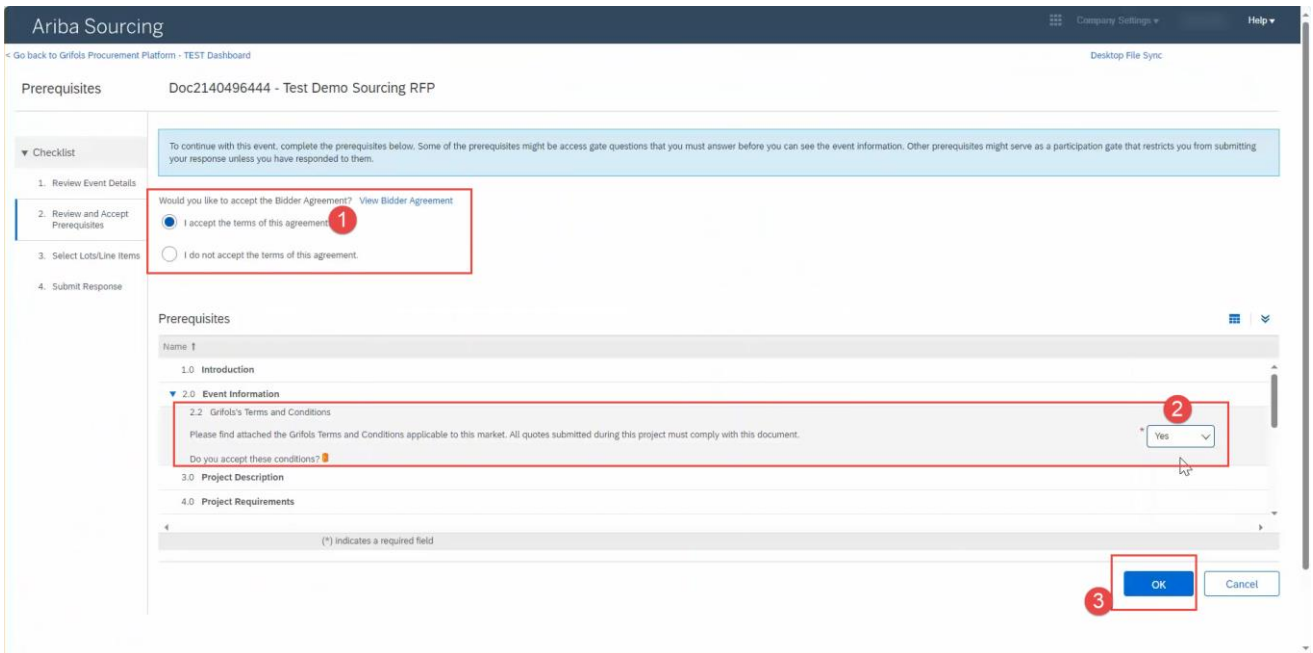 Ariba Sourcing
Company Settings
Help
< Go back to Grifols Procurement Platform - TEST Dashboard
Desktop File Sync
Prerequisites
Doc2140496444 - Test Demo Sourcing RFP
Checklist
1. Review Event Details
2. Review and Accept
Prerequisites
3. Select Lots/Line Items
4. Submit Response
To continue with this event, complete the prerequisites below. Some of the prerequisites might be access gate questions that you must answer before you can see the event information. Other prerequisites might serve as a participation gate that restricts you from submitting
your response unless you have responded to them.
Would you like to accept the Bidder Agreement? View Bidder Agreement
I accept the terms of this agreement
1
I do not accept the terms of this agreement.
Prerequisites
Name ↑
1.0 Introduction
2.0 Event Information
2.2 Grifols's Terms and Conditions
Please find attached the Grifols Terms and Conditions applicable to this market. All quotes submitted during this project must comply with this document.
Do you accept these conditions?
2
* Yes
3.0 Project Description
4.0 Project Requirements
(*) indicates a required field
3
OK
Cancel